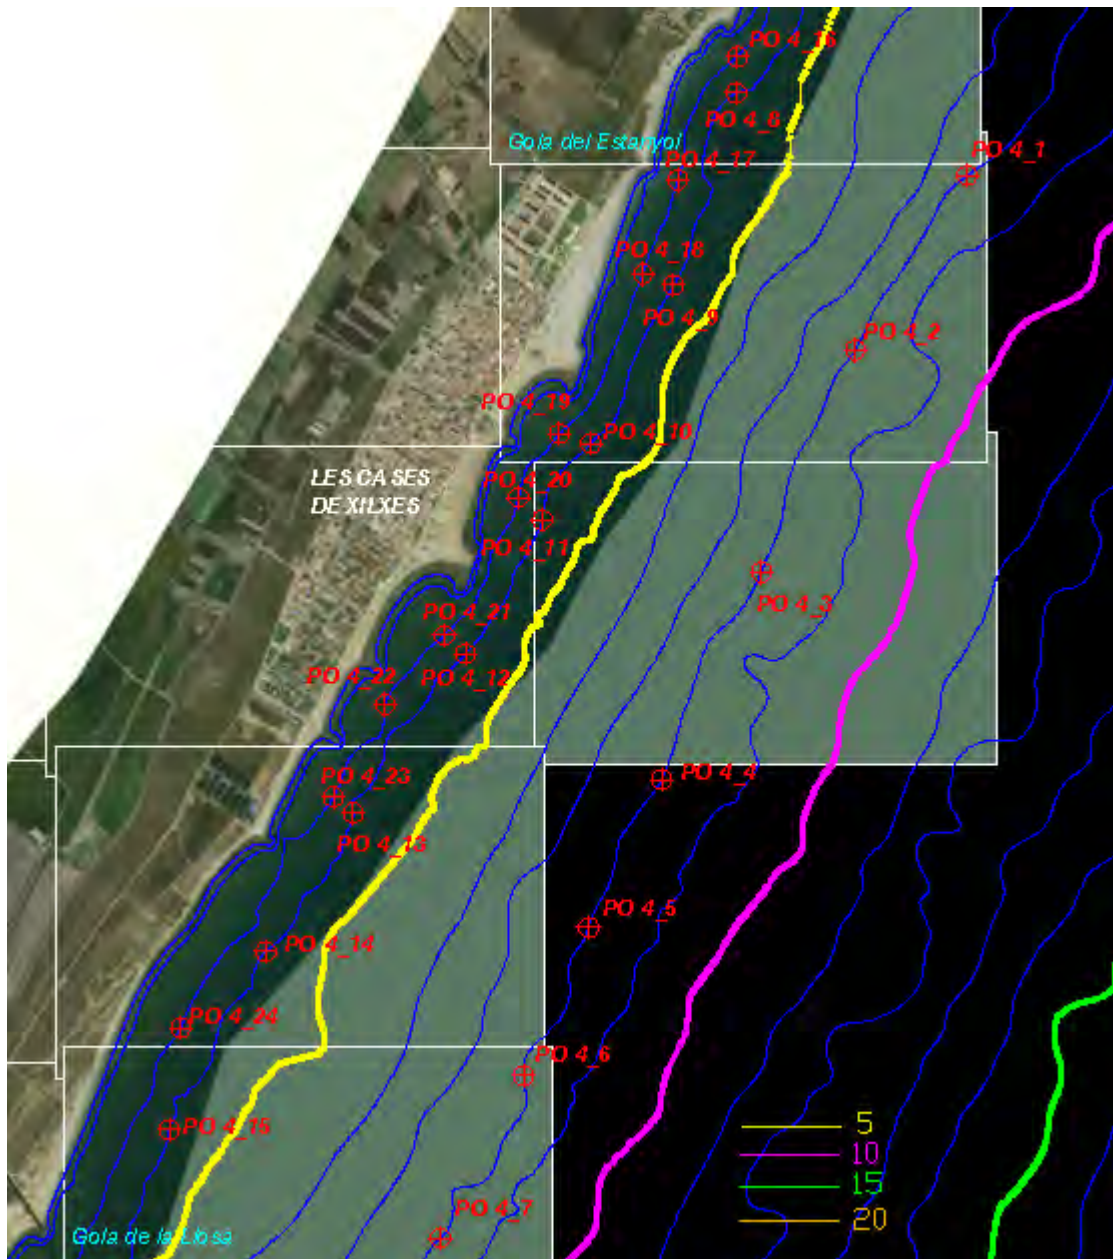 PO 4_16
PO 4_8
Gola del Estanyol
PO 4_17
PO 4_1
PO 4_18
PO 4_9
PO 4_2
PO 4_19
PO 4_10
LES CASES
DE XILXES
PO 4_20
PO 4_11
PO 4_3
PO 4_21
PO 4_12
PO 4_22
PO 4_4
PO 4_23
PO 4_13
PO 4_5
PO 4_14
PO 4_24
PO 4_6
PO 4_15
5
10
15
20
PO 4_7
Gola de la Llosa